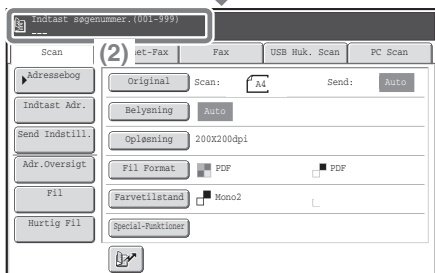 Indtast søgenummer.(001-999)
---
Scan (2) net-Fax Fax USB Huk. Scan PC Scan
Adressebog Original Scan: A4 Send: Auto
Indtast Adr. Belysning Auto
Send Indstill. Opløsning 200X200dpi
Adr.Oversigt Fil Format PDF PDF
Fil Farvetilstand Mono2
Hurtig Fil Special-Funktioner